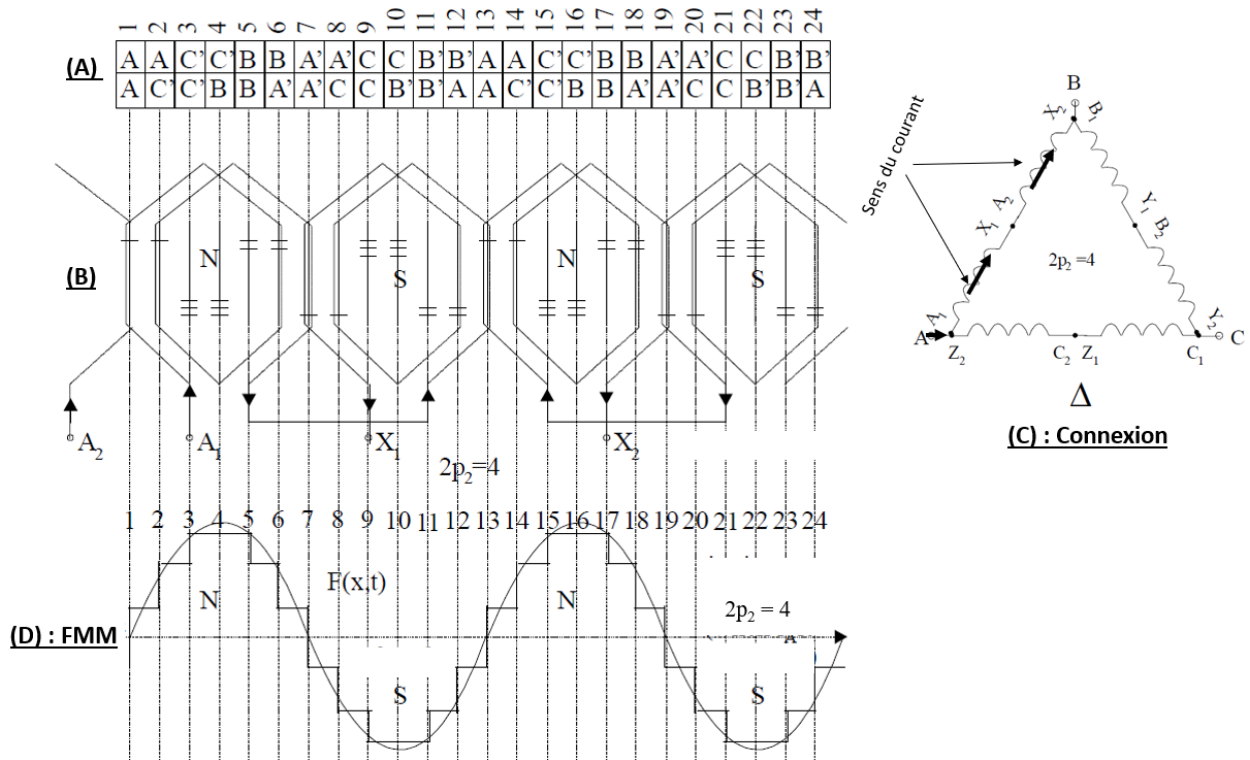 1 2 3 4 5 6 7 8 9 10 11 12 13 14 15 16 17 18 19 20 21 22 23 24
(A)
A A C' C' B B A' A' C C B' B' A A C' C' B B A' A' C C B' B'
A C' C' B B A' A' C C B' B' A A C' C' B B A' A' C C B' B' A
(B)
N S N S
A2 A1 X1 X2
2p2=4
Sens du courant
B
X2 B1
A2 Y1
X1 B2
2p2=4
A1 Y2
A C
Z2 C2 Z1 C1
Δ
(C) : Connexion
1 2 3 4 5 6 7 8 9 10 11 12 13 14 15 16 17 18 19 20 21 22 23 24
N F(x,t) N
2p2 = 4
(D) : FMM
S S